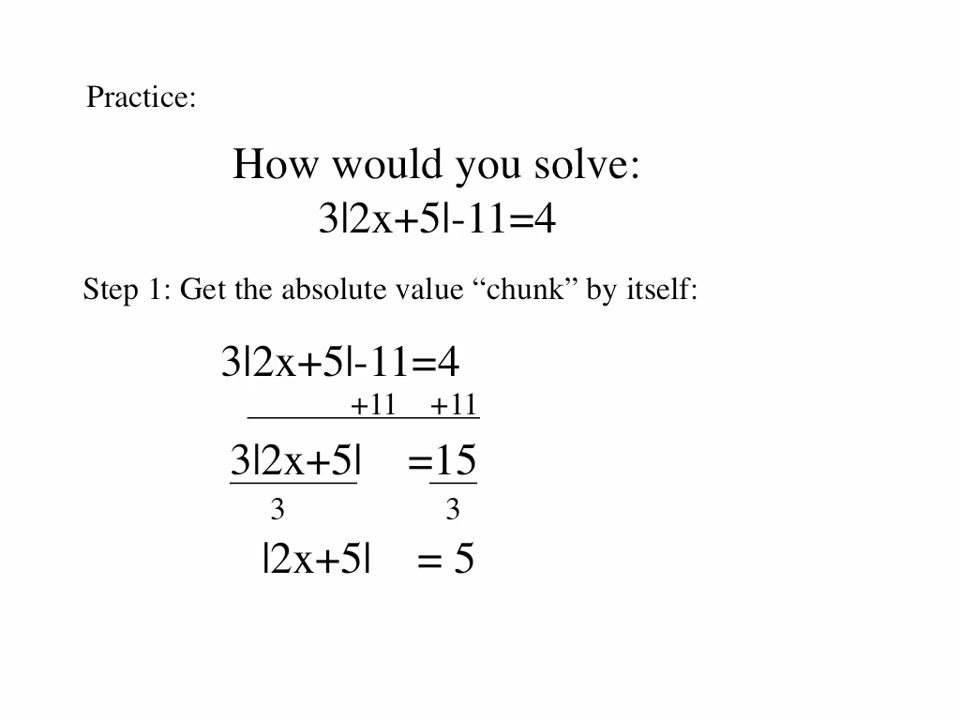 Practice:
How would you solve:
3|2x+5|-11=4
Step 1: Get the absolute value “chunk” by itself:
3|2x+5|-11=4
+11 +11
3|2x+5| =15
3 3
|2x+5| = 5